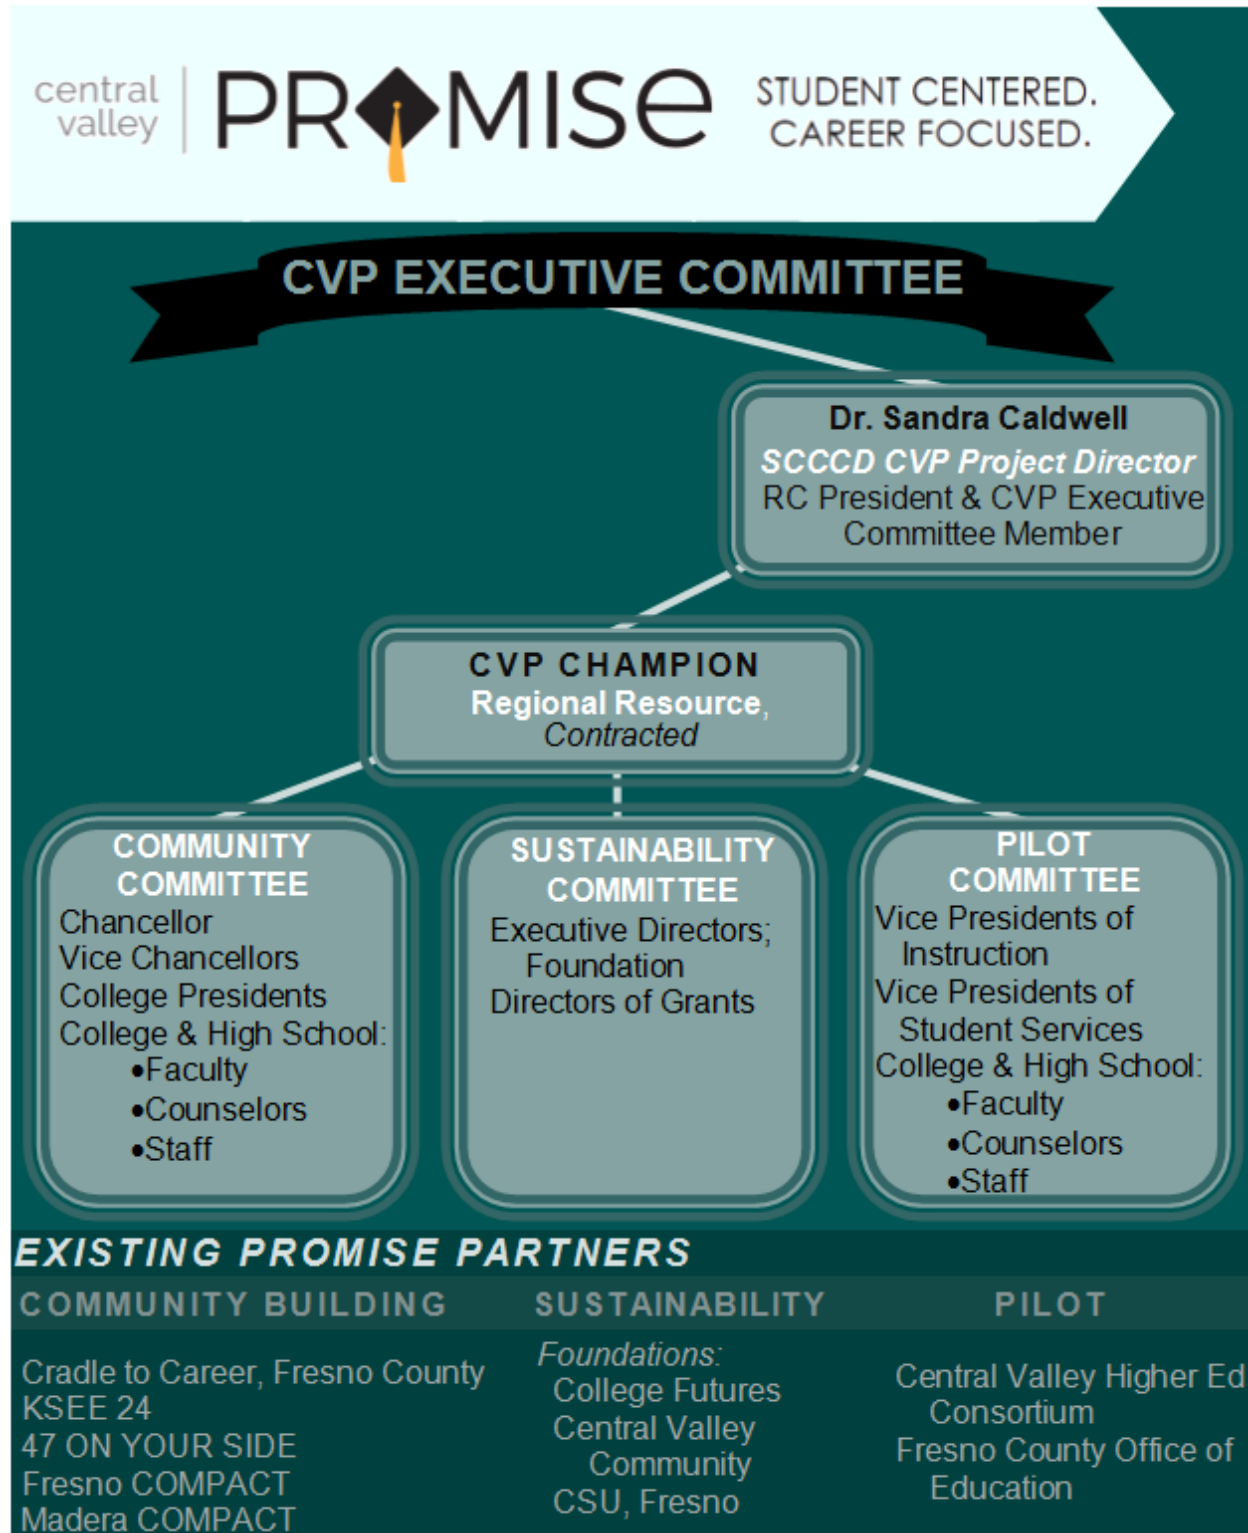 central
valley
PROMISE
STUDENT CENTERED.
CAREER FOCUSED.
CVP EXECUTIVE COMMITTEE
Dr. Sandra Caldwell
SCCCD CVP Project Director
RC President & CVP Executive
Committee Member
CVP CHAMPION
Regional Resource,
Contracted
COMMUNITY
COMMITTEE
Chancellor
Vice Chancellors
College Presidents
College & High School:
•Faculty
•Counselors
•Staff
SUSTAINABILITY
COMMITTEE
Executive Directors;
Foundation
Directors of Grants
PILOT
COMMITTEE
Vice Presidents of
Instruction
Vice Presidents of
Student Services
College & High School:
•Faculty
•Counselors
•Staff
EXISTING PROMISE PARTNERS
COMMUNITY BUILDING
Cradle to Career, Fresno County
KSEE 24
47 ON YOUR SIDE
Fresno COMPACT
Madera COMPACT
SUSTAINABILITY
Foundations:
College Futures
Central Valley
Community
CSU, Fresno
PILOT
Central Valley Higher Ed
Consortium
Fresno County Office of
Education